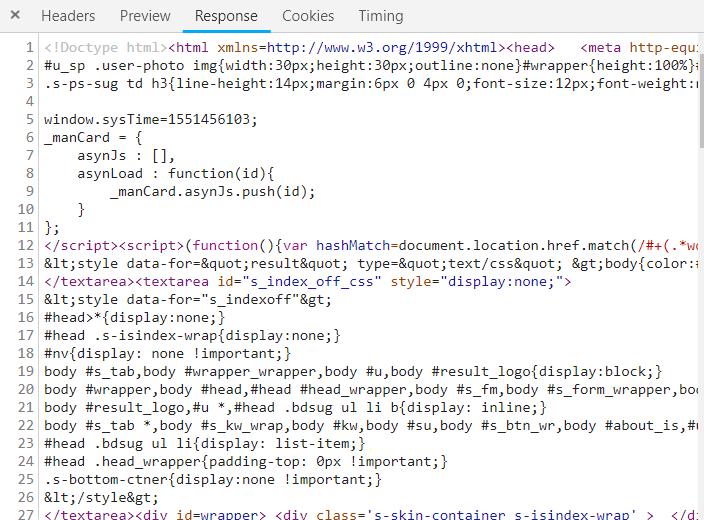 × Headers Preview Response Cookies Timing
1 <!Doctype html><html xmlns=http://www.w3.org/1999/xhtml><head> <meta http-equi
2 #u_sp .user-photo img{width:30px;height:30px;outline:none}#wrapper{height:100%}#
3 .s-ps-sug td h3{line-height:14px;margin:6px 0 4px 0;font-size:12px;font-weight:n
4
5 window.sysTime=1551456103;
6 _manCard = {
7 asynJs : [],
8 asynLoad : function(id){
9 _manCard.asynJs.push(id);
10 }
11 };
12 </script><script>(function(){var hashMatch=document.location.href.match(/#+(.*wo
13 &lt;style data-for=&quot;result&quot; type=&quot;text/css&quot; &gt;body{color:#
14 </textarea><textarea id="s_index_off_css" style="display:none;">
15 &lt;style data-for="s_indexoff"&gt;
16 #head>*{display:none;}
17 #head .s-isindex-wrap{display:none;}
18 #nv{display: none !important;}
19 body #s_tab,body #wrapper_wrapper,body #u,body #result_logo{display:block;}
20 body #wrapper,body #head,#head #head_wrapper,body #s_fm,body #s_form_wrapper,bod
21 body #result_logo,#u *,#head .bdsug ul li b{display: inline;}
22 body #s_tab *,body #s_kw_wrap,body #kw,body #su,body #s_btn_wr,body #about_is,#u
23 #head .bdsug ul li{display: list-item;}
24 #head .head_wrapper{padding-top: 0px !important;}
25 .s-bottom-ctner{display:none !important;}
26 &lt;/style&gt;
27 </textarea><div id=wrapper> <div class='s-skin-container s-isindex-wrap' > </di